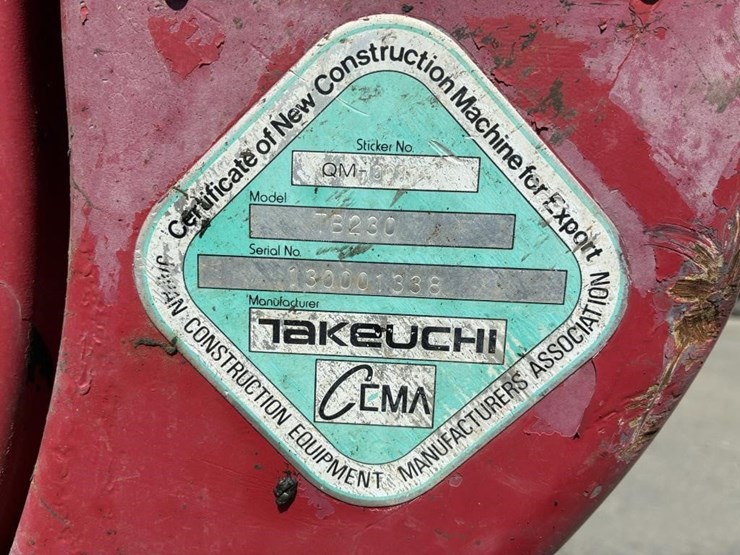 Certificate of New Construction Machine for Export
Sticker No.
QM-
Model
TB230
Serial No.
130001338
Manufacturer
TAKEUCHI
CEMA
JAPAN CONSTRUCTION EQUIPMENT MANUFACTURERS ASSOCIATION